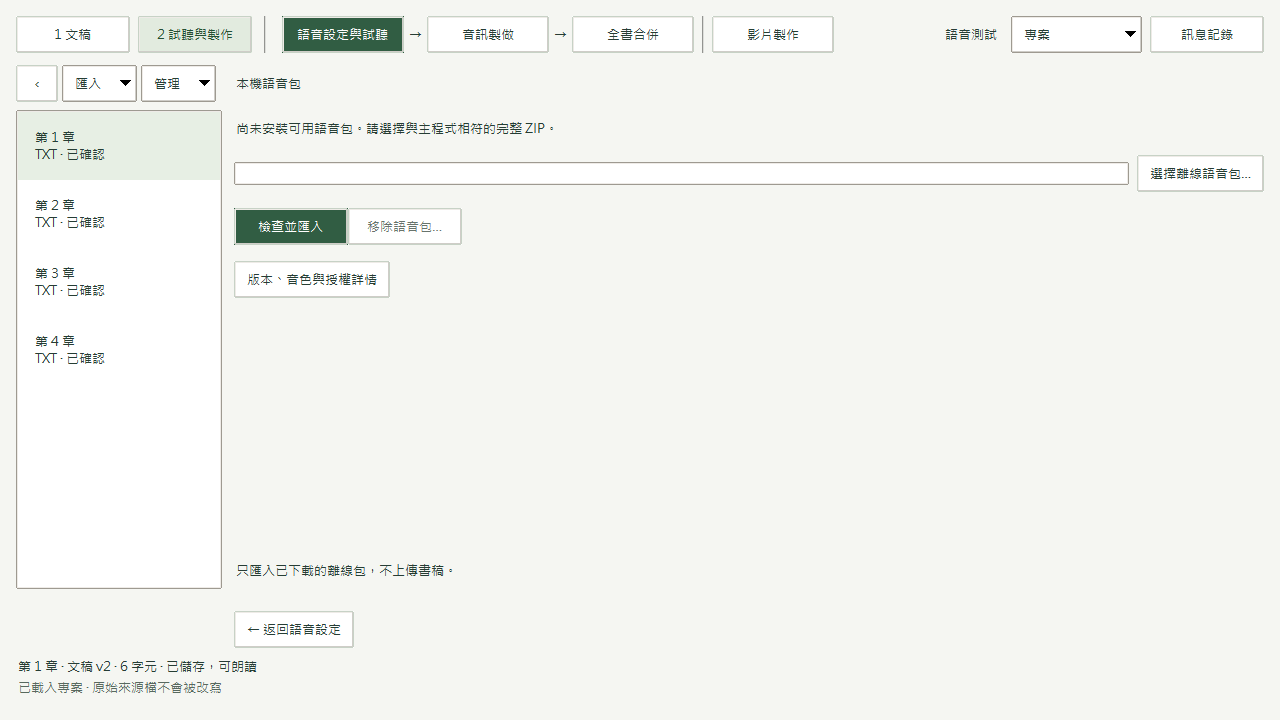 1 文稿
2 試聽與製作
語音設定與試聽
→
音訊製做
→
全書合併
影片製作
語音測試
專案
訊息記錄
‹
匯入
管理
本機語音包
第 1 章
TXT · 已確認
第 2 章
TXT · 已確認
第 3 章
TXT · 已確認
第 4 章
TXT · 已確認
尚未安裝可用語音包。請選擇與主程式相符的完整 ZIP。
選擇離線語音包...
檢查並匯入
移除語音包...
版本、音色與授權詳情
只匯入已下載的離線包，不上傳書稿。
← 返回語音設定
第 1 章 · 文稿 v2 · 6 字元 · 已儲存，可朗讀
已載入專案 · 原始來源檔不會被改寫